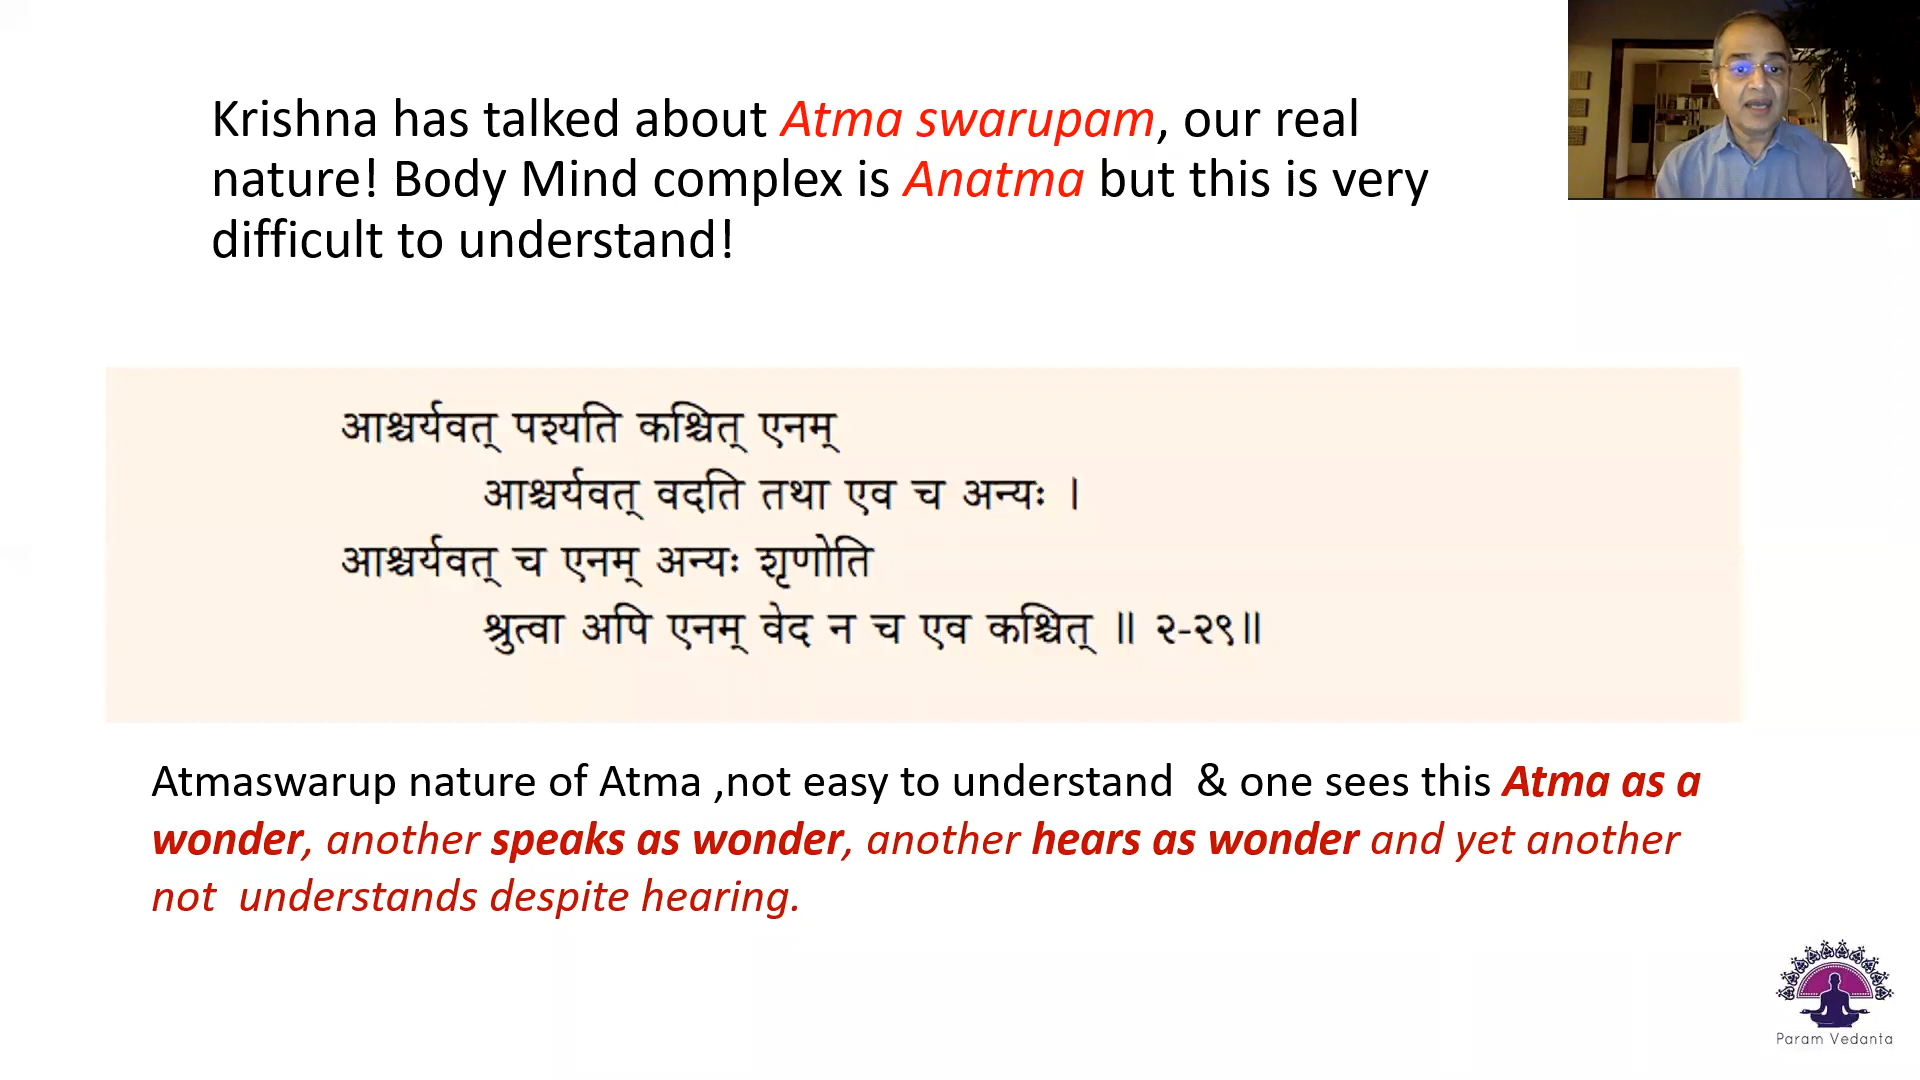 Krishna has talked about Atma swarupam, our real
nature! Body Mind complex is Anatma but this is very
difficult to understand!
आश्चर्यवत् पश्यति कश्चित् एनम्
आश्चर्यवत् वदति तथा एव च अन्यः ।
आश्चर्यवत् च एनम् अन्यः शृणोति
श्रुत्वा अपि एनम् वेद न च एव कश्चित् ॥ २-२९॥
Atmaswarup nature of Atma ,not easy to understand  & one sees this Atma as a
wonder, another speaks as wonder, another hears as wonder and yet another
not  understands despite hearing.
Param Vedanta